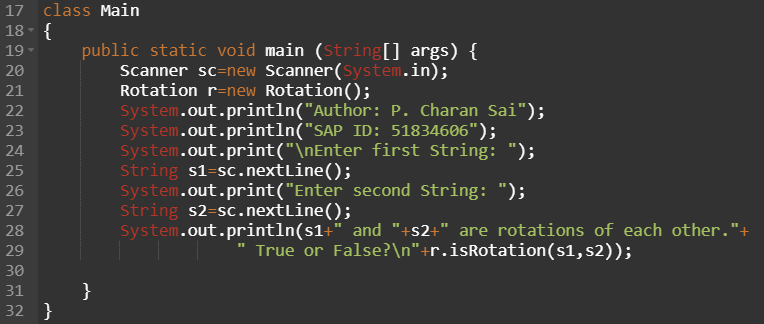 17 class Main
18 {
19 public static void main (String[] args) {
20 Scanner sc=new Scanner(System.in);
21 Rotation r=new Rotation();
22 System.out.println("Author: P. Charan Sai");
23 System.out.println("SAP ID: 51834606");
24 System.out.print("\nEnter first String: ");
25 String s1=sc.nextLine();
26 System.out.print("Enter second String: ");
27 String s2=sc.nextLine();
28 System.out.println(s1+" and "+s2+" are rotations of each other."+
29 " True or False?\n"+r.isRotation(s1,s2));
30
31 }
32 }